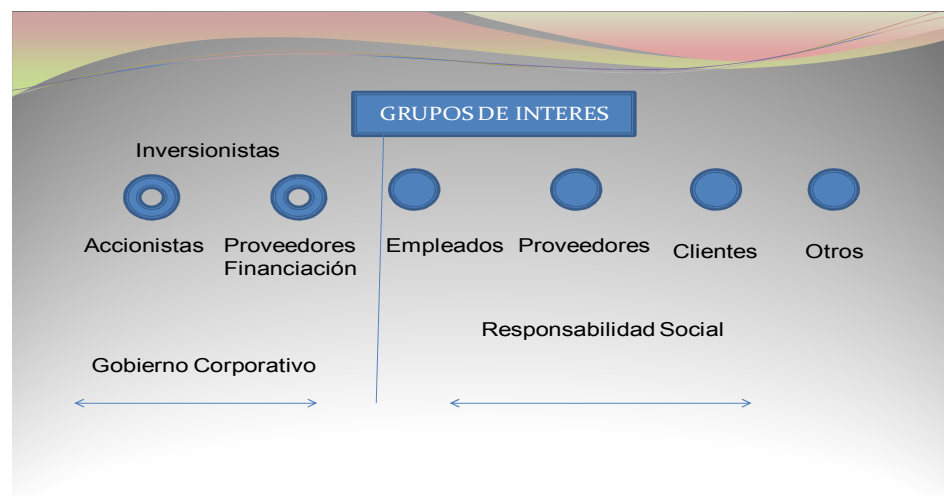 GRUPOS DE INTERES
Inversionistas
Accionistas
Proveedores
Financiación
Empleados
Proveedores
Clientes
Otros
Responsabilidad Social
Gobierno Corporativo